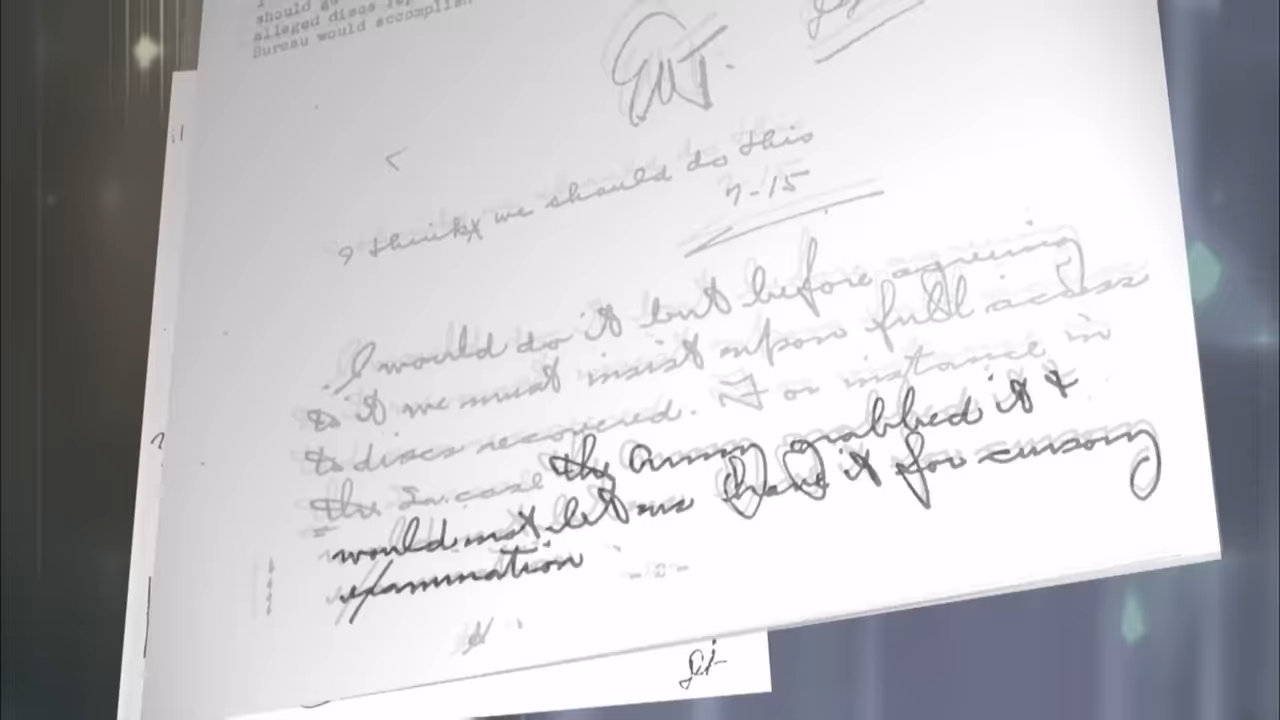 should go
alleged discs
Bureau would accomplis
EMT.
I think we should do this
7-15
I would do it but before agreeing
to it we must insist upon full access
to discs recovered. For instance in
the case the Army grabbed it &
would not let us have it for cursory
examination